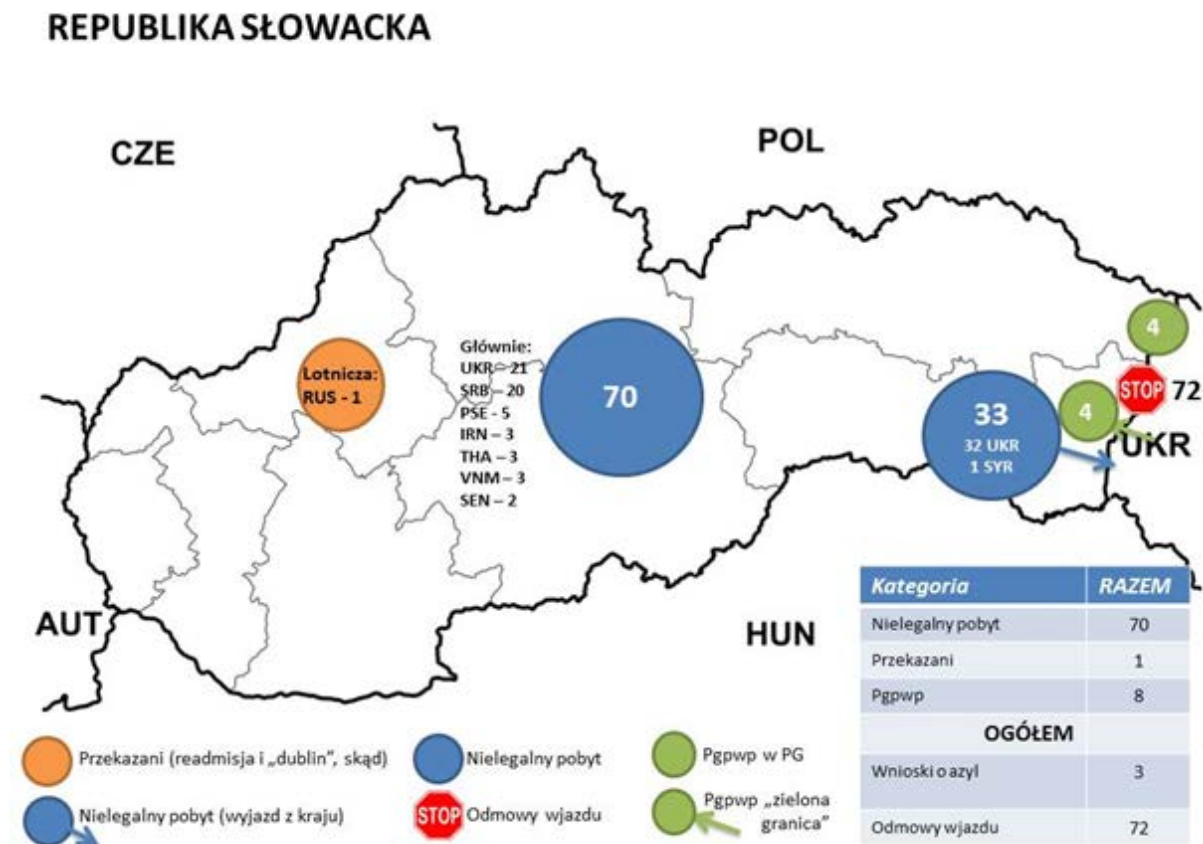 REPUBLIKA SŁOWACKA
CZE
POL
Głównie:
UKR – 21
SRB – 20
PSE - 5
IRN – 3
THA – 3
VNM – 3
SEN – 2
Lotnicza:
RUS - 1
70
4
STOP 72
33
32 UKR
1 SYR
4
UKR
AUT
HUN
Kategoria RAZEM
Nielegalny pobyt 70
Przekazani 1
Pgpwp 8
OGÓŁEM
Wnioski o azyl 3
Odmowy wjazdu 72
Przekazani (readmisja i „dublin”, skąd)
Nielegalny pobyt
Pgpwp w PG
Nielegalny pobyt (wyjazd z kraju)
STOP Odmowy wjazdu
Pgpwp „zielona
granica”